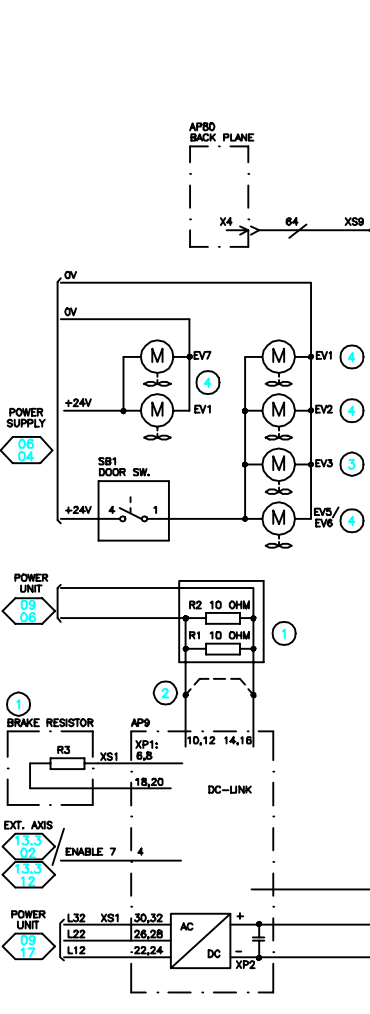 AP80
BACK PLANE
X4
64
XS9
0V
0V
EV7
M
M
EV1
4
4
+24V
M
EV1
M
EV2
4
POWER
SUPPLY
06
04
SB1
DOOR SW.
M
EV3
3
+24V
4
1
M
EV5/
EV6
4
POWER
UNIT
09
06
R2 10 OHM
R1 10 OHM
1
2
1
BRAKE RESISTOR
AP9
XP1:
10,12 14,16
R3
XS1
6,8
18,20
DC-LINK
EXT. AXIS
13.3
02
ENABLE 7
4
13.3
12
POWER
UNIT
09
17
L32
XS1
30,32
L22
26,28
L12
22,24
AC
DC
+
-
XP2